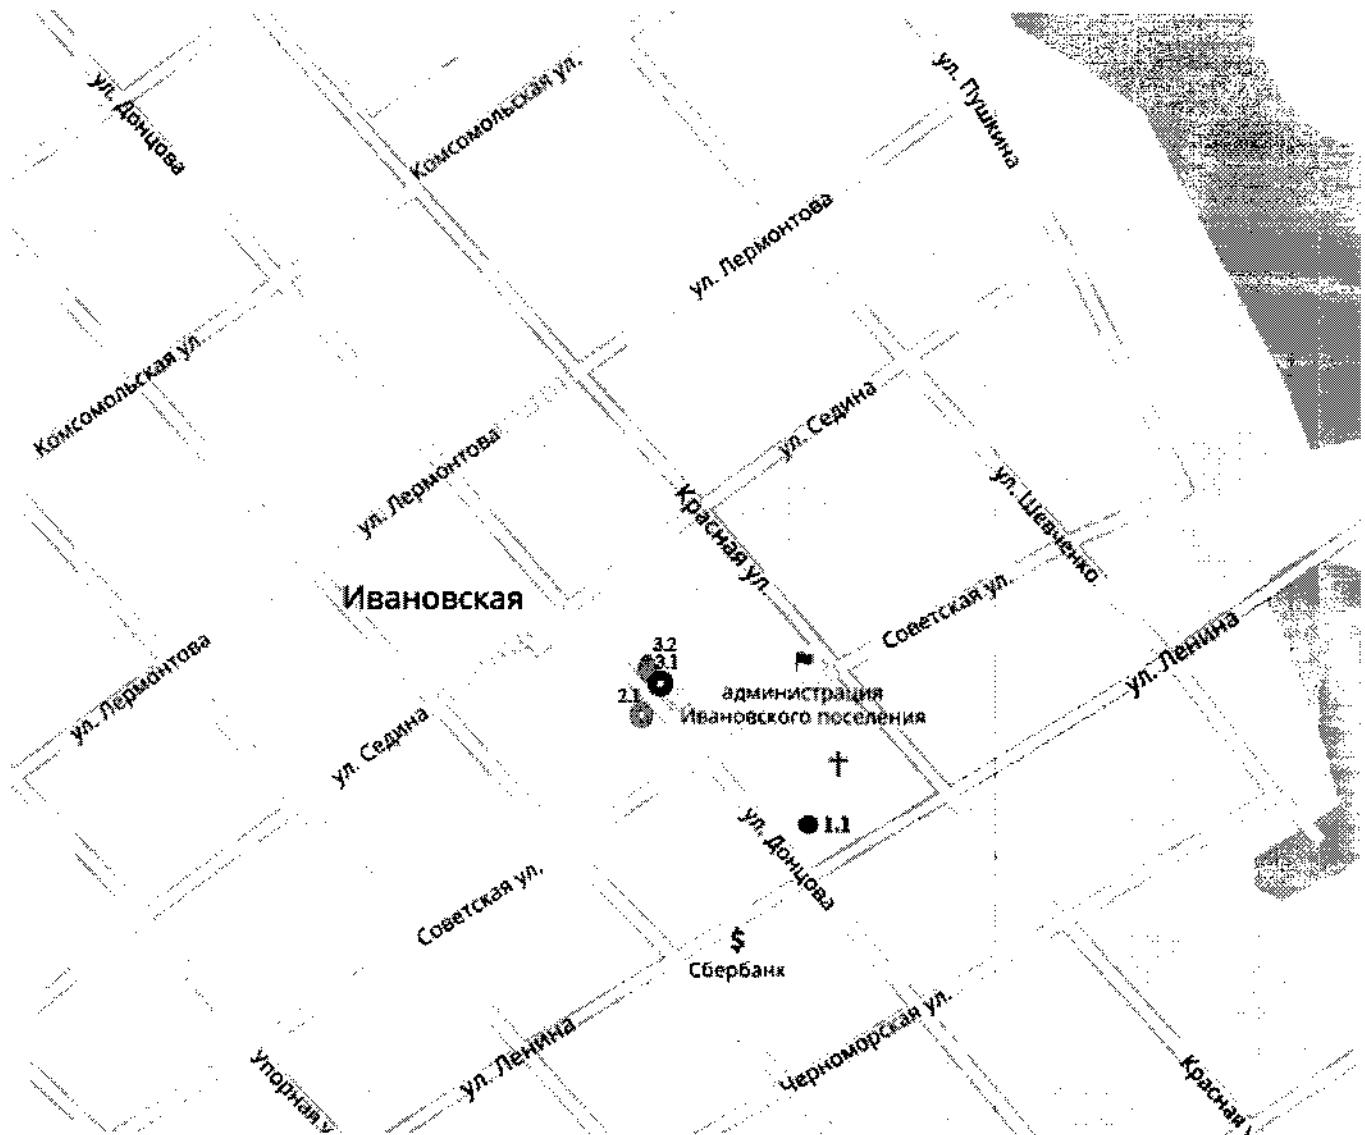 ул. Донцова
Комсомольская ул.
ул. Пушкина
ул. Лермонтова
Комсомольская ул.
ул. Седина
ул. Лермонтова
Красная ул.
ул. Шевченко
Ивановская
Советская ул.
ул. Ленина
ул. Лермонтова
3.2
3.1
2.1
администрация
Ивановского поселения
ул. Седина
1.1
ул. Донцова
Советская ул.
$
Сбербанк
Черноморская ул.
ул. Ленина
Упорная у
Красная у